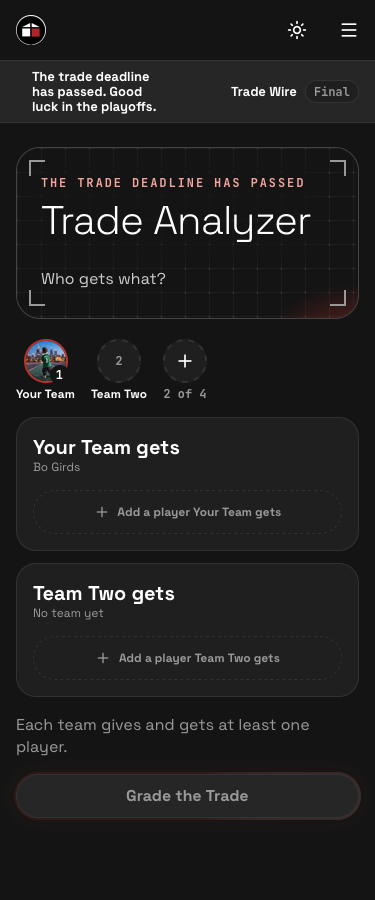 The trade deadline
has passed. Good
luck in the playoffs.
Trade Wire Final
THE TRADE DEADLINE HAS PASSED
Trade Analyzer
Who gets what?
1
2
Your Team
Team Two
2 of 4
Your Team gets
Bo Girds
Add a player Your Team gets
Team Two gets
No team yet
Add a player Team Two gets
Each team gives and gets at least one
player.
Grade the Trade